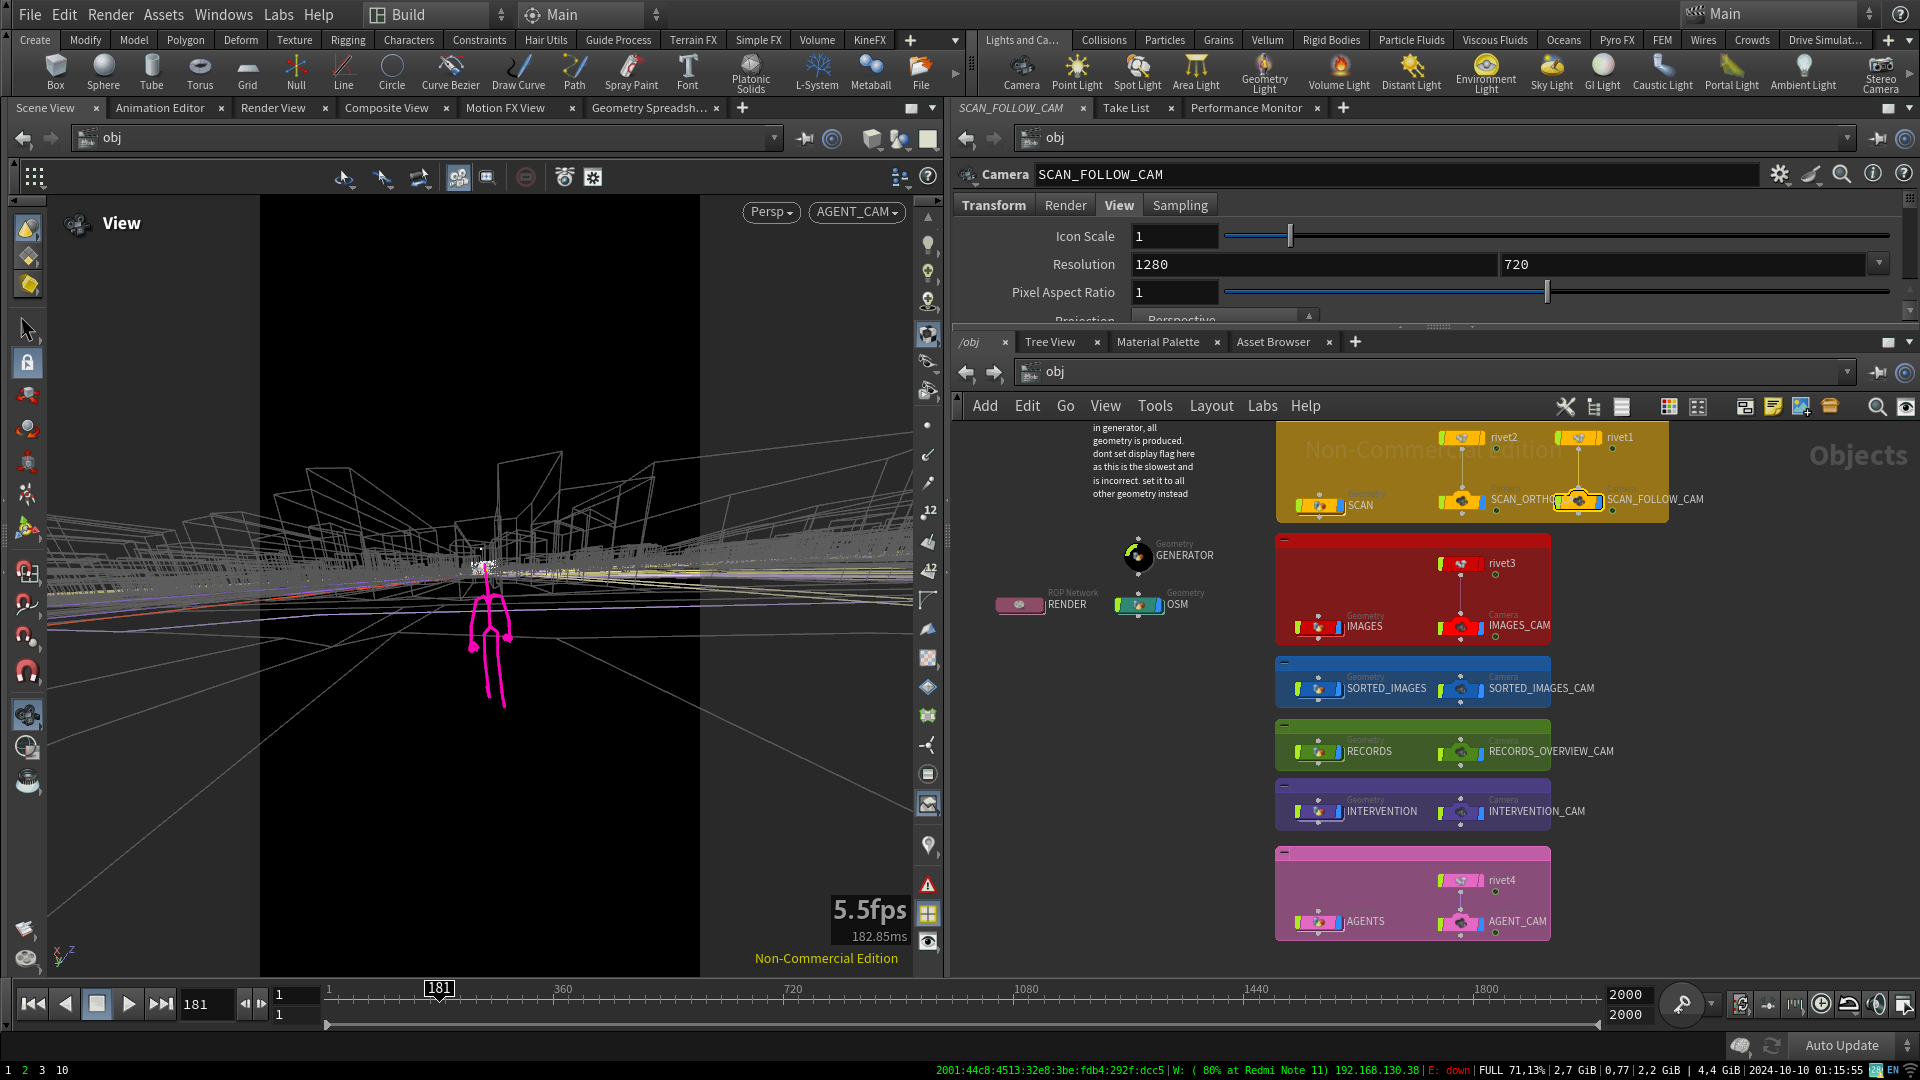 File Edit Render Assets Windows Labs Help Build Main Main
Create Modify Model Polygon Deform Texture Rigging Characters Constraints Hair Utils Guide Process Terrain FX Simple FX Volume KineFX
Lights and Ca... Collisions Particles Grains Vellum Rigid Bodies Particle Fluids Viscous Fluids Oceans Pyro FX FEM Wires Crowds Drive Simulat...
Box Sphere Tube Torus Grid Null Line Circle Curve Bezier Draw Curve Path Spray Paint Font Platonic Solids L-System Metaball File
Camera Point Light Spot Light Area Light Geometry Light Volume Light Distant Light Environment Light Sky Light GI Light Caustic Light Portal Light Ambient Light Stereo Camera
Scene View Animation Editor Render View Composite View Motion FX View Geometry Spreadsh...
SCAN_FOLLOW_CAM Take List Performance Monitor
obj
obj
Camera SCAN_FOLLOW_CAM
Transform Render View Sampling
Icon Scale 1
Resolution 1280 720
Pixel Aspect Ratio 1
Projection Perspective
View
Persp
AGENT_CAM
/obj Tree View Material Palette Asset Browser
obj
Add Edit Go View Tools Layout Labs Help
in generator, all
geometry is produced.
dont set display flag here
as this is the slowest and
is incorrect. set it to all
other geometry instead
Non-Commercial Edition
Objects
rivet2
rivet1
Geometry
SCAN
Camera
SCAN_ORTHO
Camera
SCAN_FOLLOW_CAM
Geometry
GENERATOR
ROP Network
RENDER
Geometry
OSM
rivet3
Geometry
IMAGES
Camera
IMAGES_CAM
Geometry
SORTED_IMAGES
Camera
SORTED_IMAGES_CAM
Geometry
RECORDS
Camera
RECORDS_OVERVIEW_CAM
Geometry
INTERVENTION
Camera
INTERVENTION_CAM
rivet4
Geometry
AGENTS
Camera
AGENT_CAM
12
12
5.5fps
182.85ms
Non-Commercial Edition
X Z
181
1
1
1 181 360 720 1080 1440 1800
2000
2000
Auto Update
1 2 3 10
2001:44c8:4513:32e8:3be:fdb4:292f:dcc5|W: ( 80% at Redmi Note 11) 192.168.130.38|E: down|FULL 71,13%|2,7 GiB|0,77|2,2 GiB | 4,4 GiB|2024-10-10 01:15:55 EN